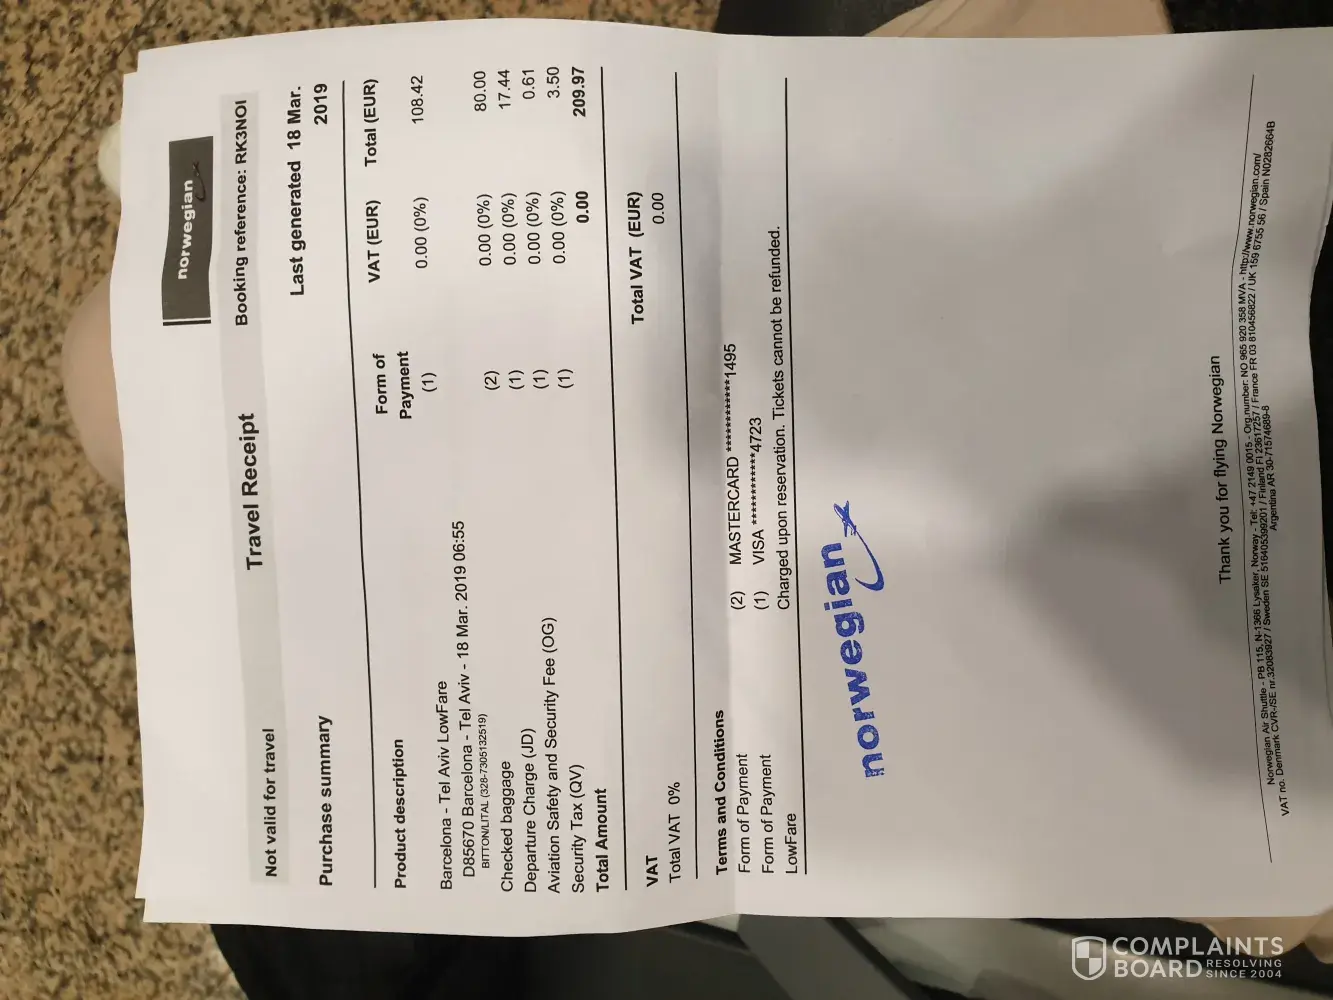 norwegian
Travel Receipt
Not valid for travel Booking reference: RK3NOI
Purchase summary Last generated 18 Mar. 2019
Product description Form of Payment VAT (EUR) Total (EUR)
Barcelona - Tel Aviv LowFare (1) 0.00 (0%) 108.42
D85670 Barcelona - Tel Aviv - 18 Mar. 2019 06:55
BITTON/LITAL (328-7305132519)
Checked baggage (2) 0.00 (0%) 80.00
Departure Charge (JD) (1) 0.00 (0%) 17.44
Aviation Safety and Security Fee (OG) (1) 0.00 (0%) 0.61
Security Tax (QV) (1) 0.00 (0%) 3.50
Total Amount 0.00 209.97
VAT Total VAT (EUR)
Total VAT 0% 0.00
Terms and Conditions
Form of Payment (2) MASTERCARD ************1495
Form of Payment (1) VISA ************4723
LowFare Charged upon reservation. Tickets cannot be refunded.
norwegian
Thank you for flying Norwegian
Norwegian Air Shuttle - PB 115, N-1366 Lysaker, Norway - Tel: +47 2149 0015 - Org.number: NO 965 920 358 MVA - http://www.norwegian.com/
VAT no. Denmark CVR-/SE nr.32083927 / Sweden SE 516405399201 / Finland FI 23617257 / France FR 03 810456822 / UK 159 6755 56 / Spain N0282664B
Argentina AR 30-71574689-8
COMPLAINTS
BOARD RESOLVING
SINCE 2004